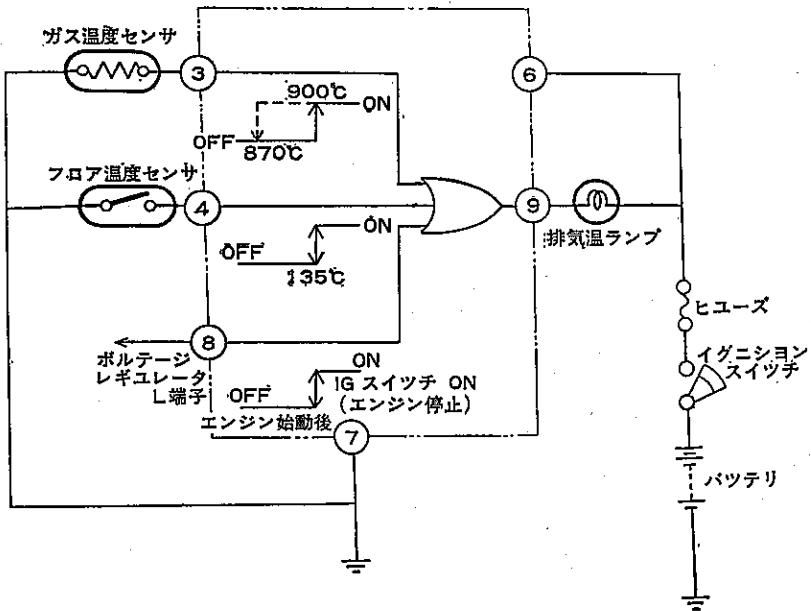 ガス温度センサ
3
6
900℃
ON
OFF
870℃
フロア温度センサ
4
9
排気温ランプ
ON
OFF
135℃
8
ボルテージ
レギュレータ
L端子
ON
OFF
IG スイッチ ON
(エンジン停止)
エンジン始動後
7
ヒューズ
イグニション
スイッチ
バッテリ